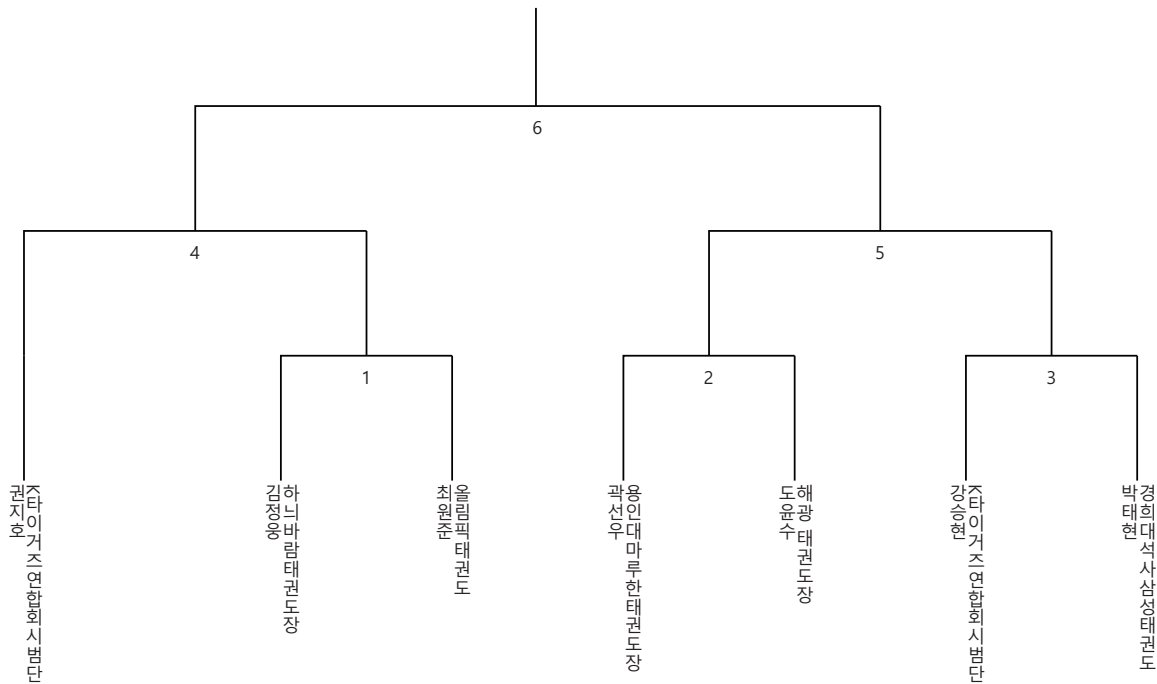 6
4
5
1
2
3
권지호
K타이거즈연합회시범단
김정웅
하늬바람태권도장
최원준
올림픽태권도
곽선우
용인대마루한태권도장
도윤수
해광 태권도장
강승현
K타이거즈연합회시범단
박태현
경희대석사삼성태권도